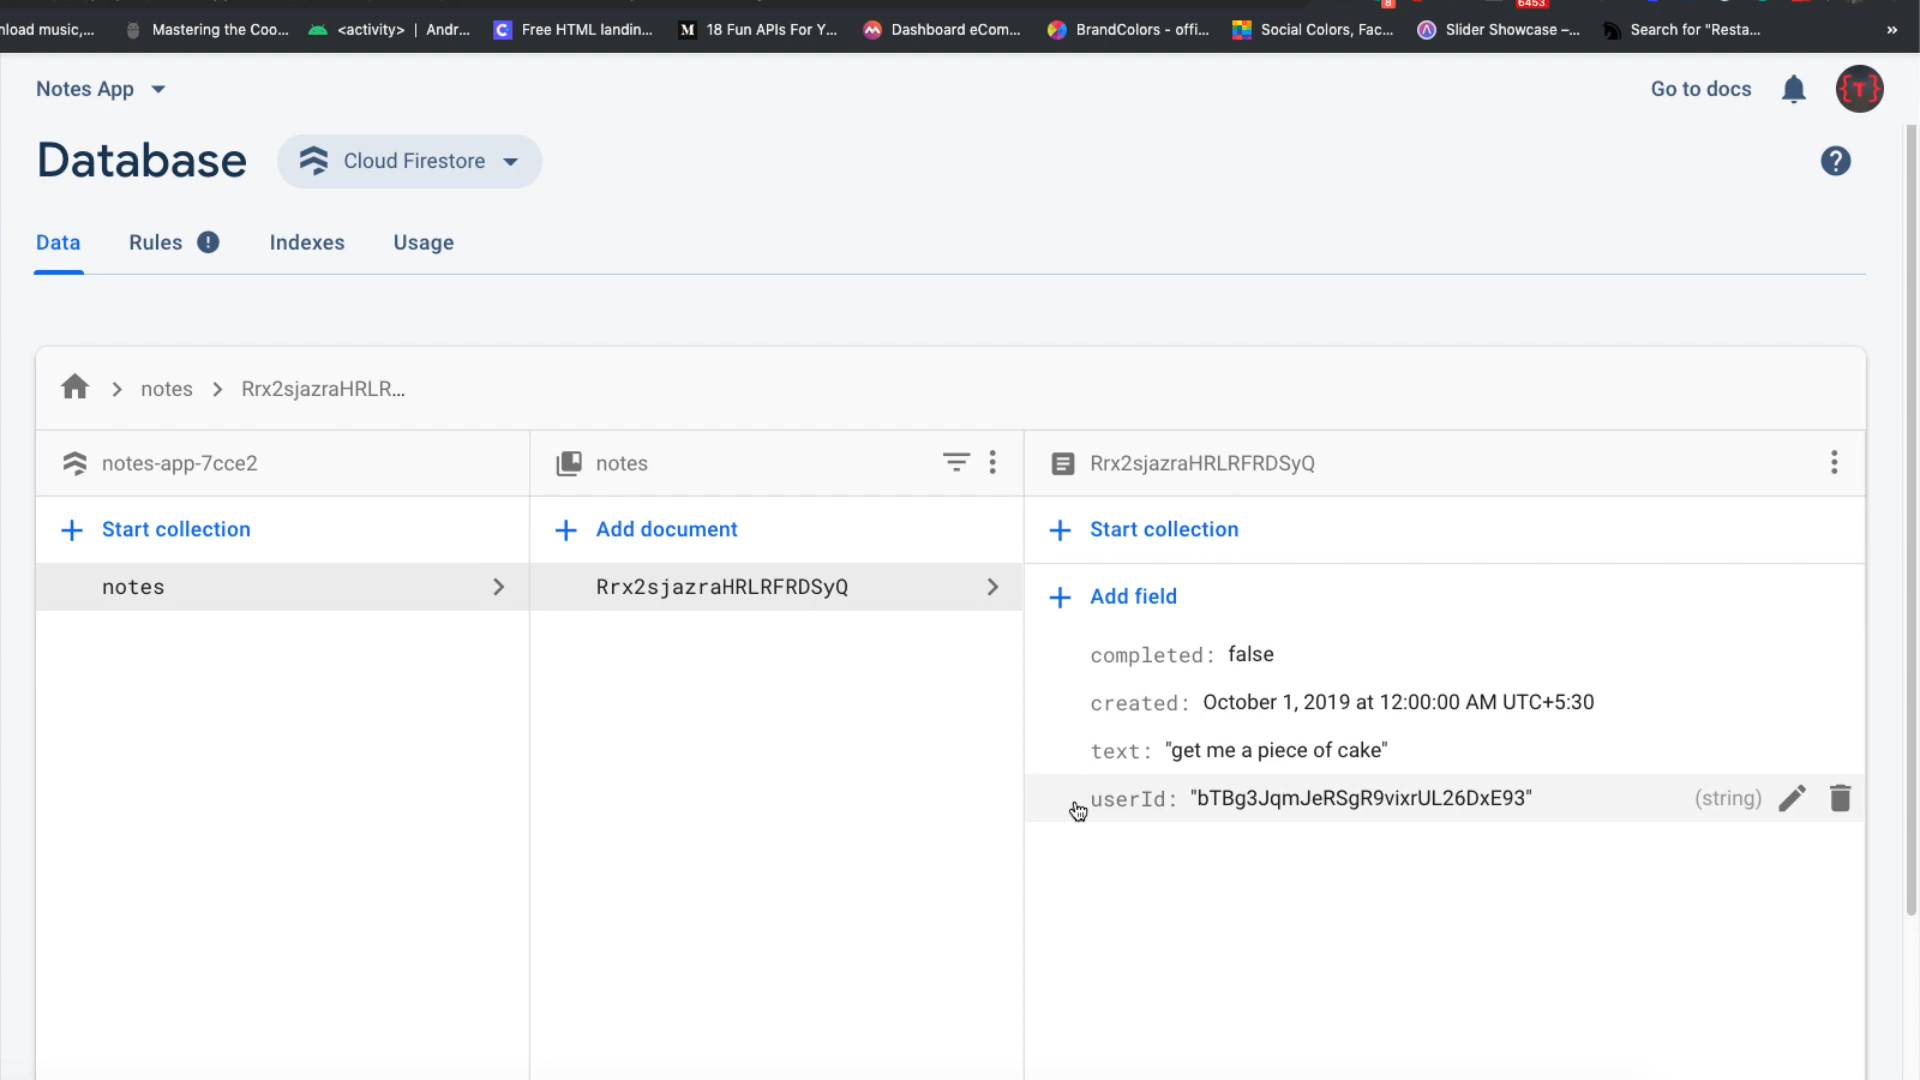 8
6453
nload music,...
Mastering the Coo...
<activity> | Andr...
C
Free HTML landin...
M
18 Fun APIs For Y...
Dashboard eCom...
BrandColors - offi...
Social Colors, Fac...
Slider Showcase –...
Search for "Resta...
»
Notes App
Go to docs
{T}
Database
Cloud Firestore
?
Data
Rules
!
Indexes
Usage
notes
Rrx2sjazraHRLR...
notes-app-7cce2
notes
Rrx2sjazraHRLRFRDSyQ
+ Start collection
+ Add document
+ Start collection
notes
Rrx2sjazraHRLRFRDSyQ
+ Add field
completed: false
created: October 1, 2019 at 12:00:00 AM UTC+5:30
text: "get me a piece of cake"
userId: "bTBg3JqmJeRSgR9vixrUL26DxE93"
(string)